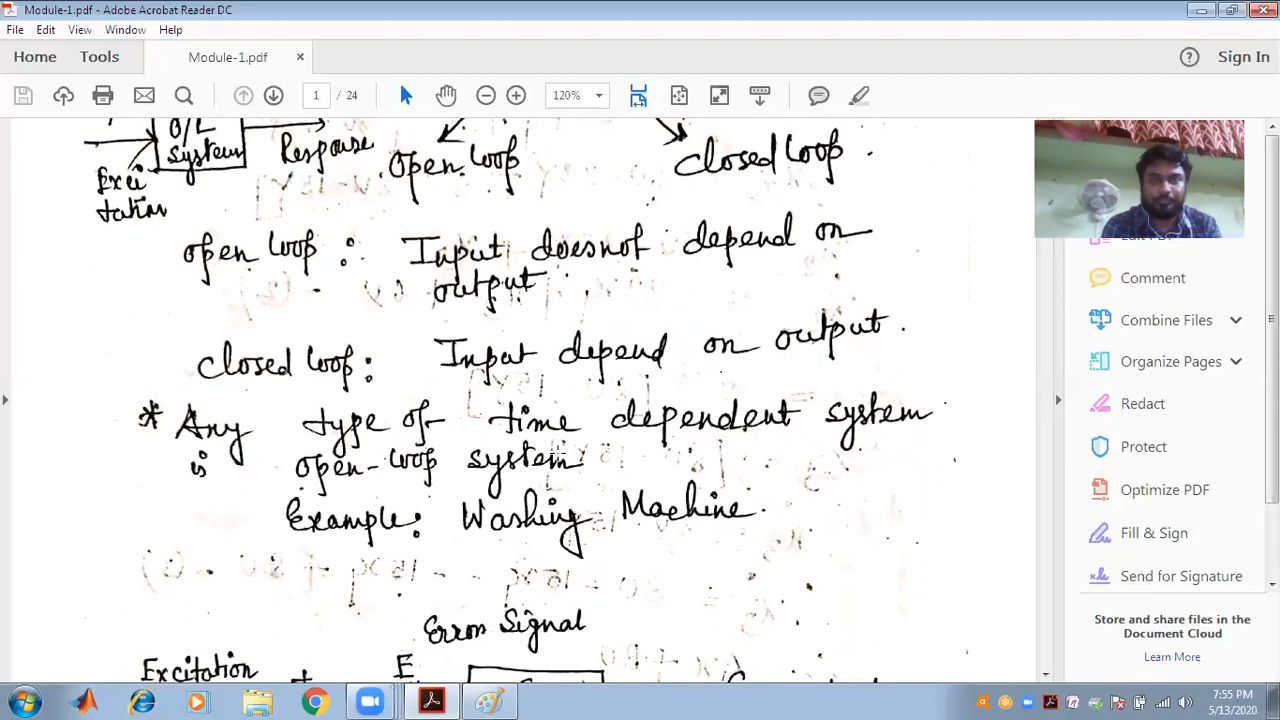 Module-1.pdf - Adobe Acrobat Reader DC
File Edit View Window Help
Home Tools Module-1.pdf × Sign In
1 / 24 120%
O/L
System
Response
Open loop
Closed loop .
Exci
tation
open loop : Input doesnot depend on
output
closed loop : Input depend on output .
* Any type of time dependent system
is open-loop system
Example : Washing Machine .
Error Signal
Excitation + E
Edit PDF
Comment
Combine Files
Organize Pages
Redact
Protect
Optimize PDF
Fill & Sign
Send for Signature
Store and share files in the
Document Cloud
Learn More
7:55 PM
5/13/2020